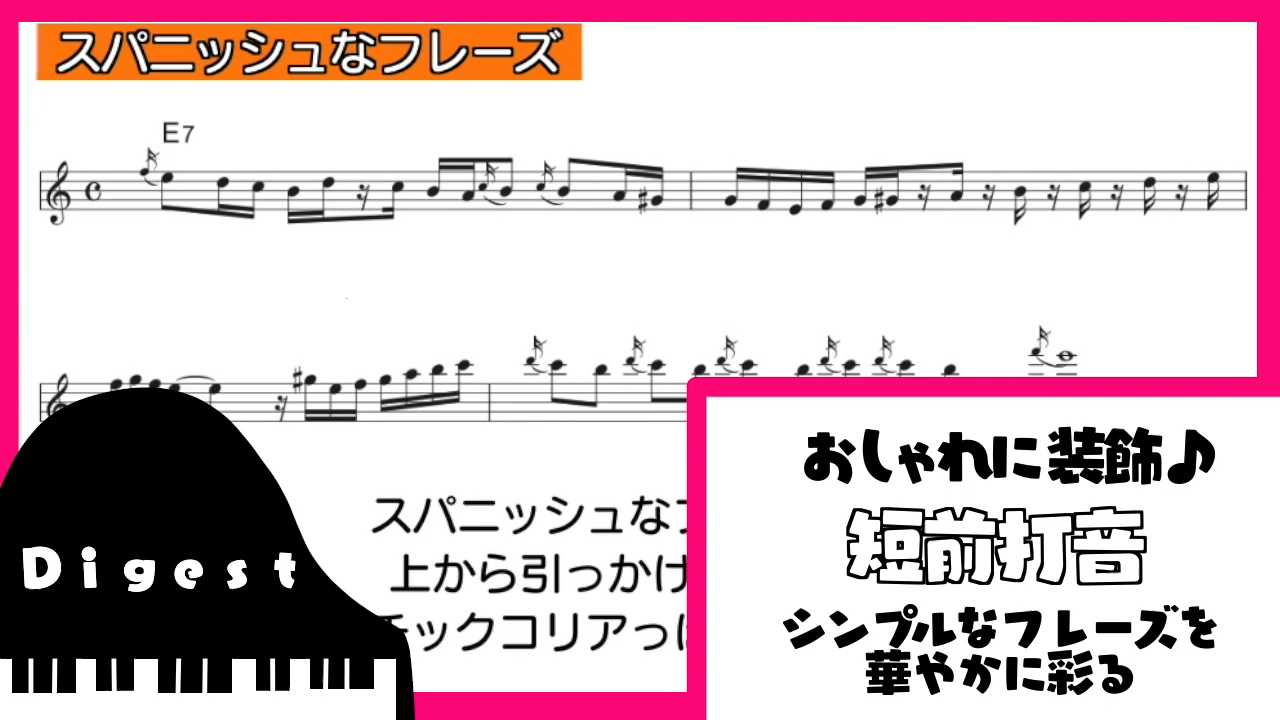 スパニッシュなフレーズ
E7
スパニッシュな
上から引っかけ
チックコリアっ
Digest
おしゃれに装飾♪
短前打音
シンプルなフレーズを
華やかに彩る